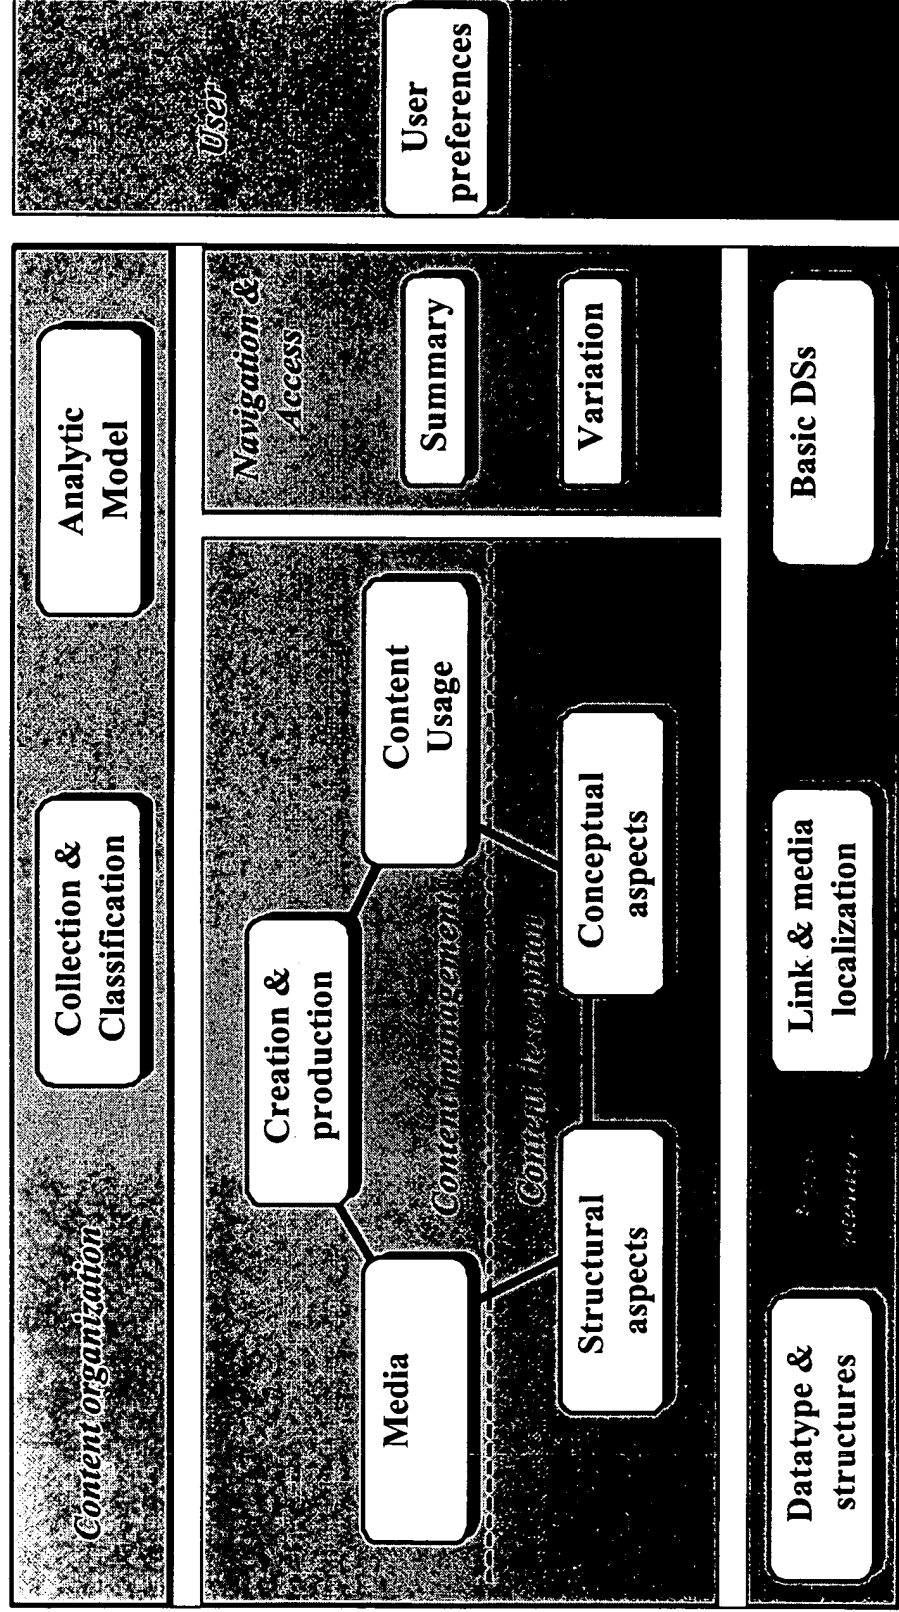 Content organization
Collection &
Classification
Analytic
Model
User
User
preferences
Creation &
production
Media
Content
Usage
Content management
Content description
Structural
aspects
Conceptual
aspects
Navigation &
Access
Summary
Variation
Datatype &
structures
Link & media
localization
Basic DSs